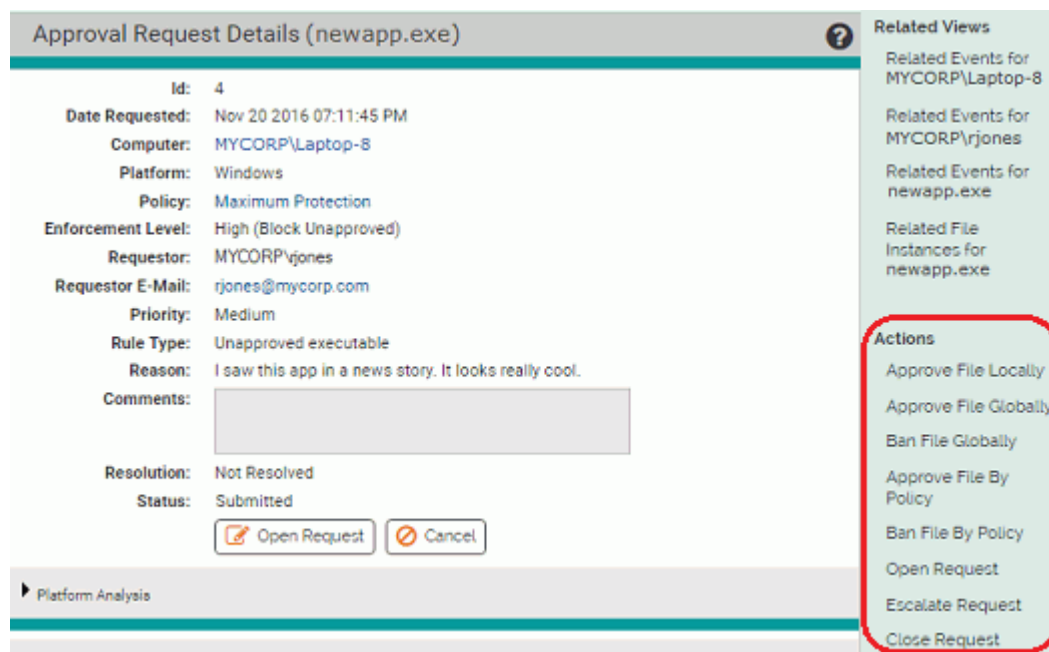 Approval Request Details (newapp.exe)
?
Id: 4
Date Requested: Nov 20 2016 07:11:45 PM
Computer: MYCORP\Laptop-8
Platform: Windows
Policy: Maximum Protection
Enforcement Level: High (Block Unapproved)
Requestor: MYCORP\rjones
Requestor E-Mail: rjones@mycorp.com
Priority: Medium
Rule Type: Unapproved executable
Reason: I saw this app in a news story. It looks really cool.
Comments:
Resolution: Not Resolved
Status: Submitted
Open Request
Cancel
Platform Analysis
Related Views
Related Events for
MYCORP\Laptop-8
Related Events for
MYCORP\rjones
Related Events for
newapp.exe
Related File
Instances for
newapp.exe
Actions
Approve File Locally
Approve File Globally
Ban File Globally
Approve File By
Policy
Ban File By Policy
Open Request
Escalate Request
Close Request